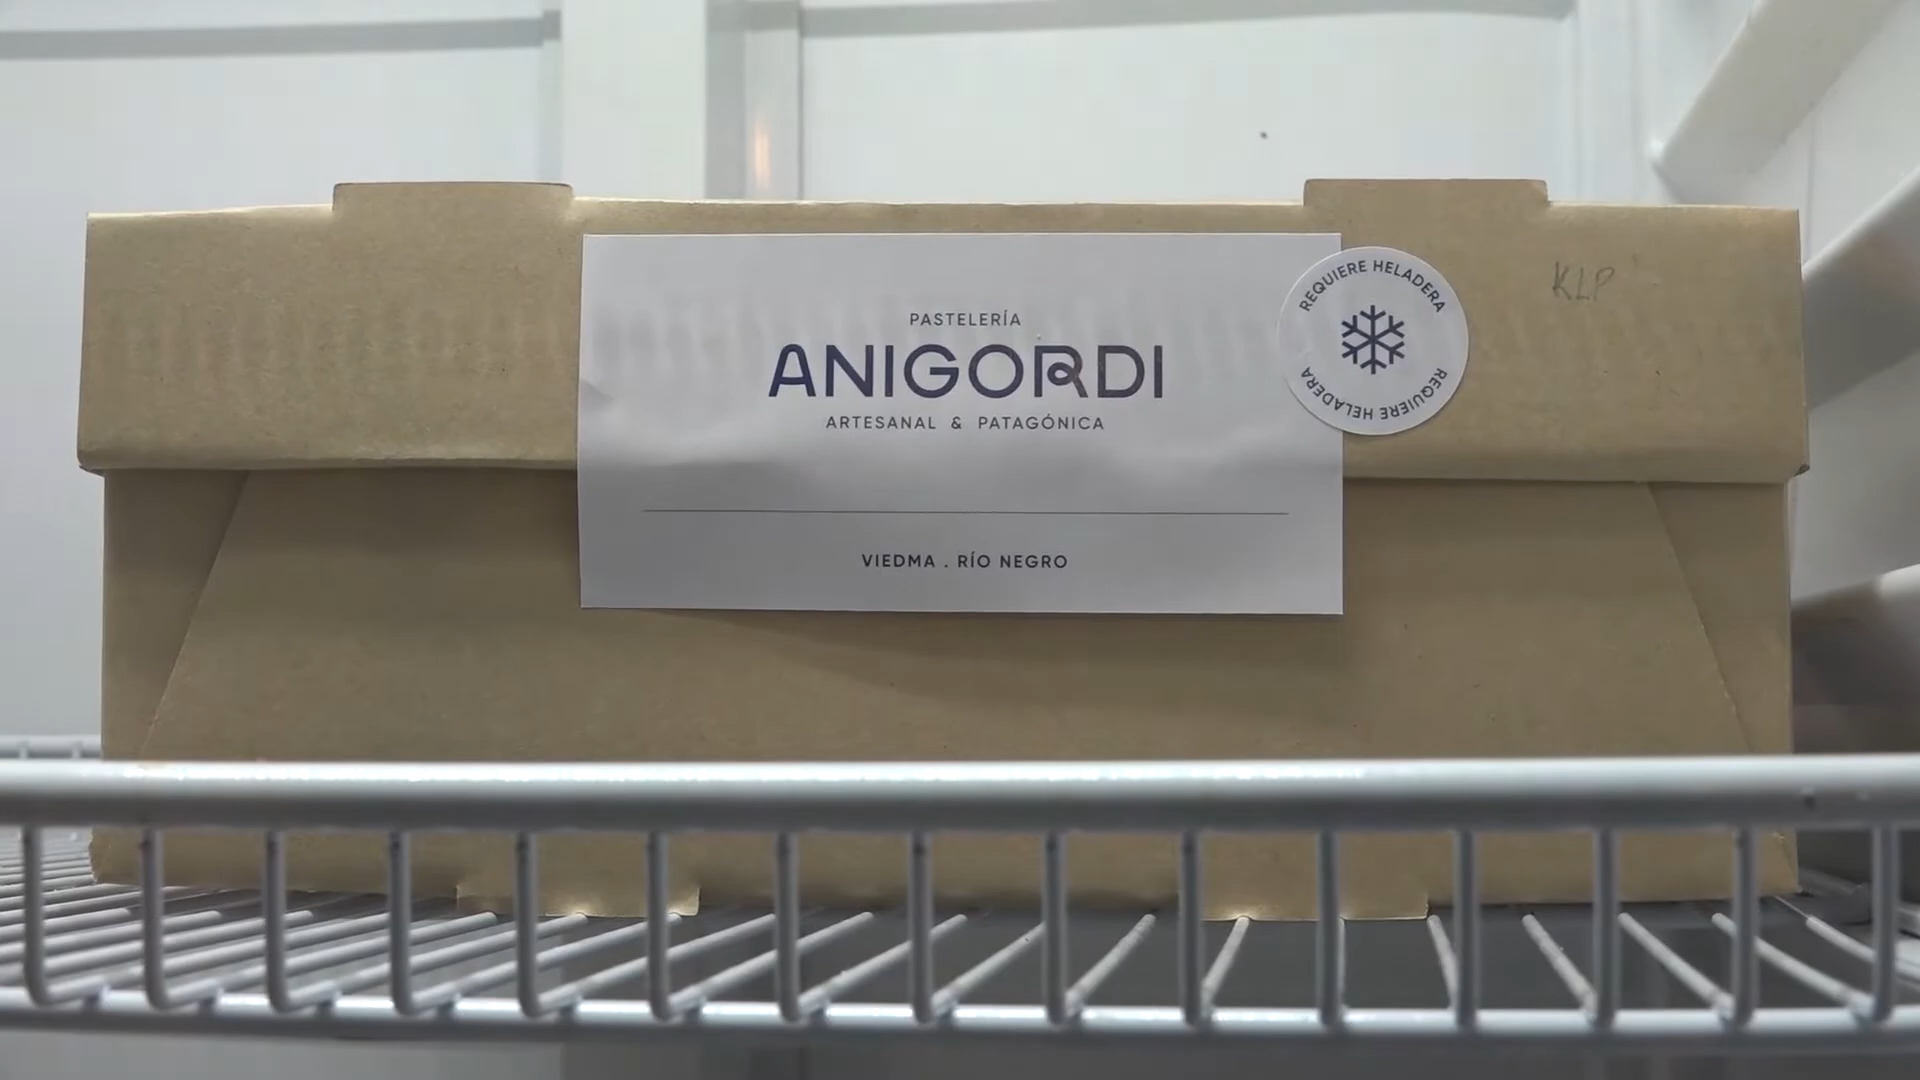 PASTELERÍA
ANIGORDI
ARTESANAL & PATAGÓNICA
VIEDMA . RÍO NEGRO
REQUIERE HELADERA
REQUIERE HELADERA
KLP